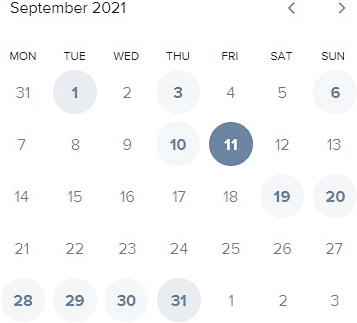 September 2021
MON TUE WED THU FRI SAT SUN
31 1 2 3 4 5 6
7 8 9 10 11 12 13
14 15 16 17 18 19 20
21 22 23 24 25 26 27
28 29 30 31 1 2 3